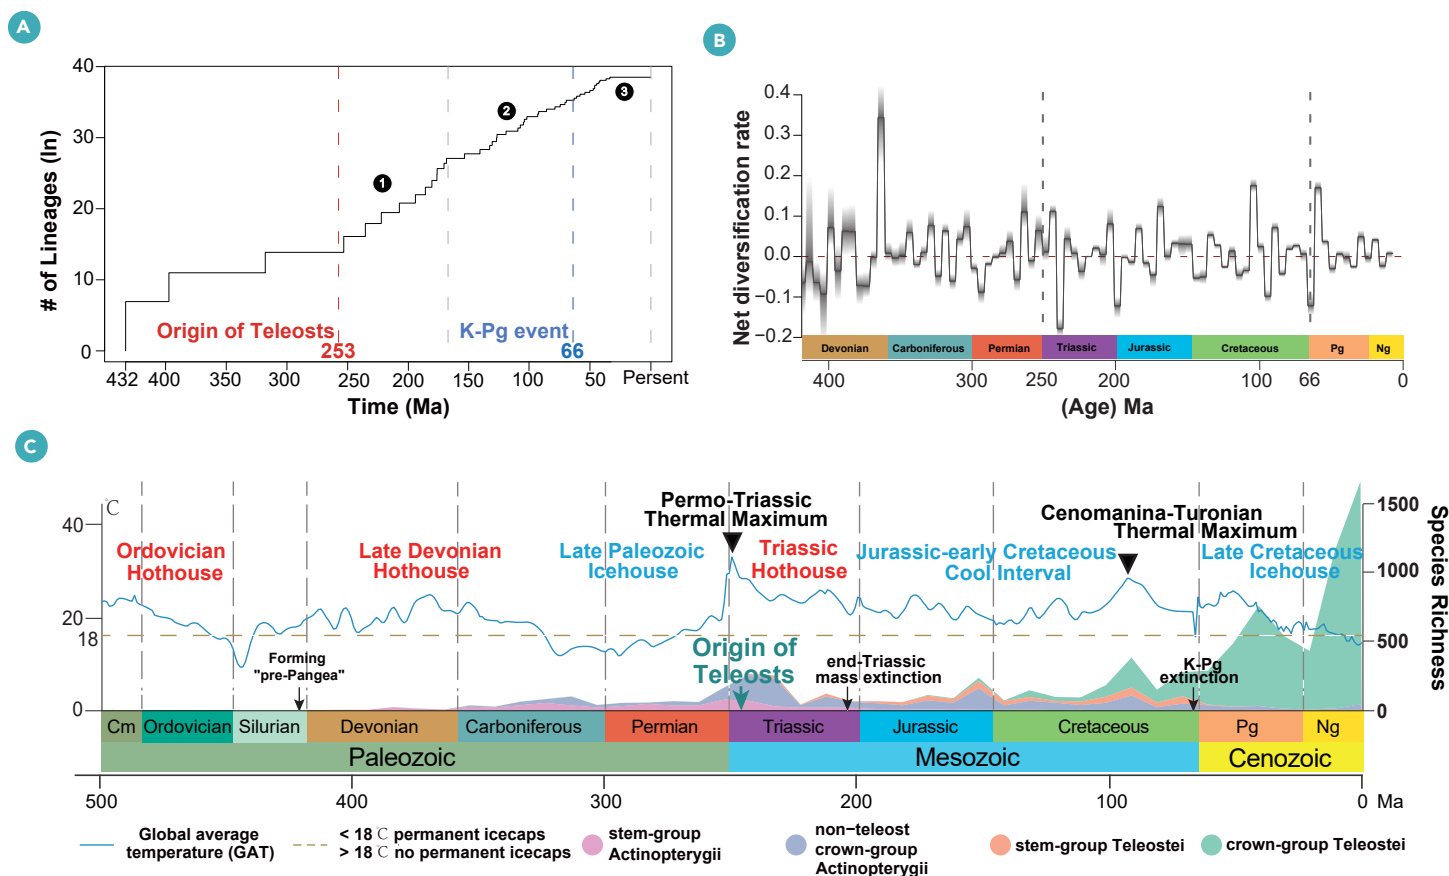 A
40
30
20
10
0
# of Lineages (ln)
1
2
3
Origin of Teleosts
253
K-Pg event
66
432 400 350 300 250 200 150 100 50 Persent
Time (Ma)
B
0.4
0.3
0.2
0.1
0.0
−0.1
−0.2
Net diversification rate
Devonian Carboniferous Permian Triassic Jurassic Cretaceous Pg Ng
400 300 250 200 100 66 0
(Age) Ma
C
℃
40
20
18
0
Permo-Triassic
Thermal Maximum
Cenomanina-Turonian
Thermal Maximum
Ordovician
Hothouse
Late Devonian
Hothouse
Late Paleozoic
Icehouse
Triassic
Hothouse
Jurassic-early Cretaceous
Cool Interval
Late Cretaceous
Icehouse
Forming
"pre-Pangea"
Origin of
Teleosts
end-Triassic
mass extinction
K-Pg
extinction
1500
1000
500
0
Species Richness
Cm Ordovician Silurian Devonian Carboniferous Permian Triassic Jurassic Cretaceous Pg Ng
Paleozoic Mesozoic Cenozoic
500 400 300 200 100 0 Ma
Global average
temperature (GAT)
< 18℃ permanent icecaps
> 18℃ no permanent icecaps
stem-group
Actinopterygii
non−teleost
crown-group
Actinopterygii
stem-group Teleostei
crown-group Teleostei